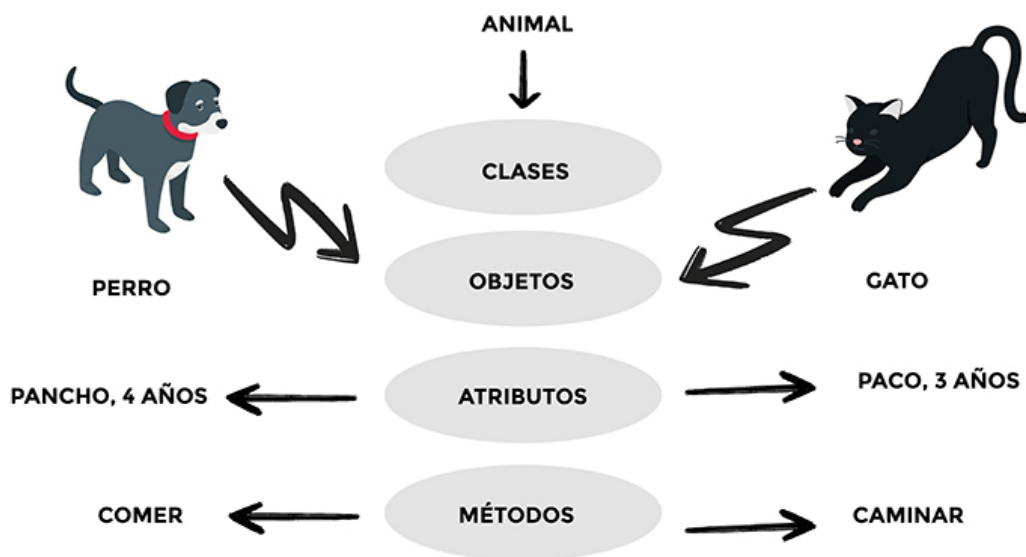 ANIMAL
CLASES
OBJETOS
PERRO
GATO
PANCHO, 4 AÑOS
ATRIBUTOS
PACO, 3 AÑOS
COMER
MÉTODOS
CAMINAR